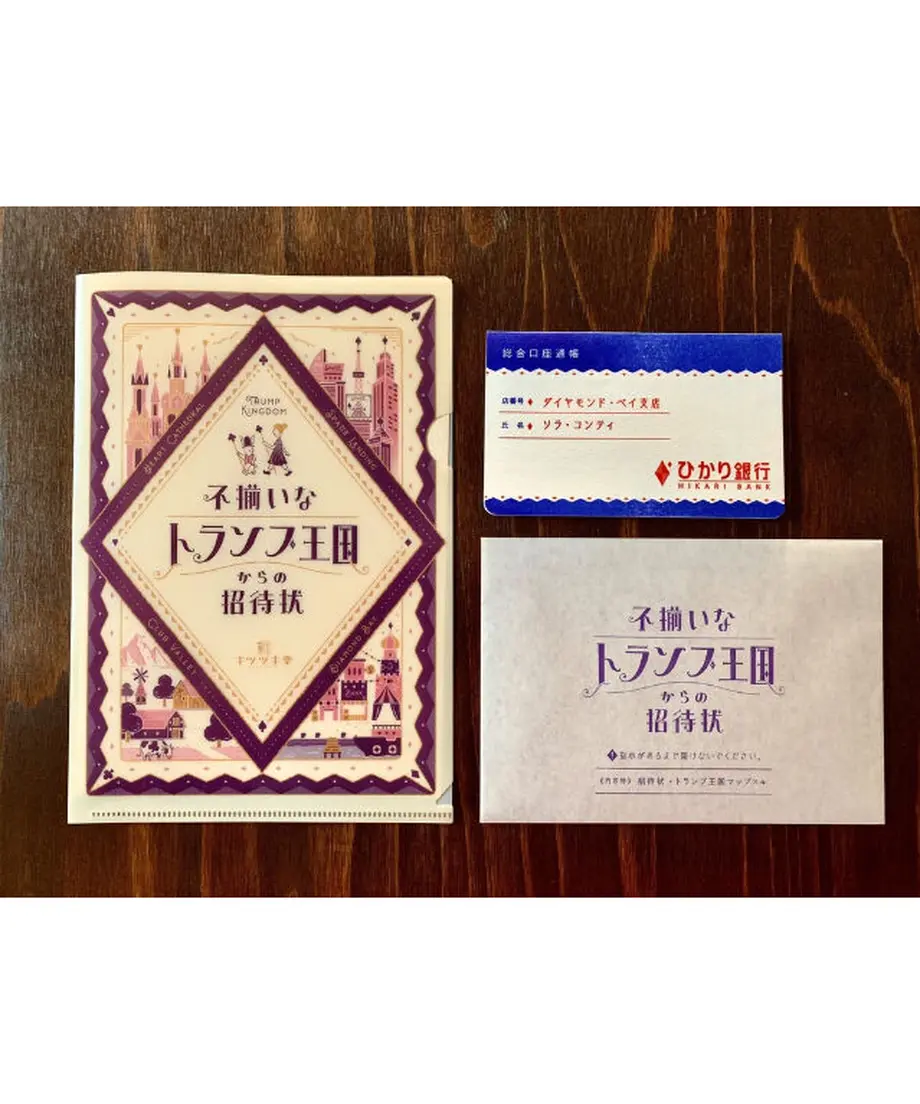 TRUMP
KINGDOM
HEART CATHEDRAL
SPADE LANDING
不揃いな
トランプ王国
からの
招待状
キツツキ堂
CLUB VALLEY
DIAMOND BAY
総合口座通帳
店番号 ダイヤモンド・ベイ支店
氏名 ソラ・コンティ
ひかり銀行
HIKARI BANK
不揃いな
トランプ王国
からの
招待状
指示があるまで開けないでください。
《内容物》 招待状・トランプ王国マップ×4